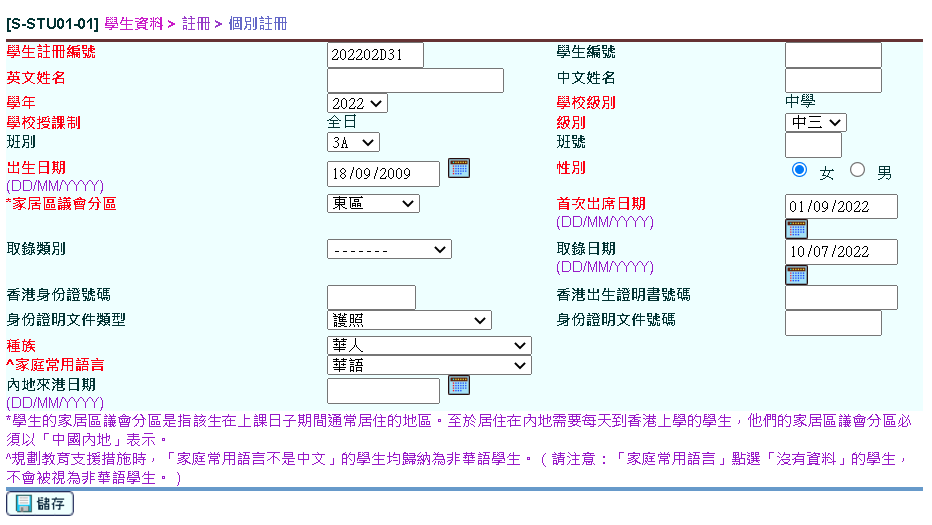 [S-STU01-01] 學生資料 > 註冊 > 個別註冊
學生註冊編號 202202D31 學生編號
英文姓名 中文姓名
學年 2022 學校級別 中學
學校授課制 全日 級別 中三
班別 3A 班號
出生日期 18/09/2009 性別 女 男
(DD/MM/YYYY)
*家居區議會分區 東區 首次出席日期 01/09/2022
(DD/MM/YYYY)
取錄類別 ------- 取錄日期 10/07/2022
(DD/MM/YYYY)
香港身份證號碼 香港出生證明書號碼
身份證明文件類型 護照 身份證明文件號碼
種族 華人
^家庭常用語言 華語
內地來港日期
(DD/MM/YYYY)
*學生的家居區議會分區是指該生在上課日子期間通常居住的地區。至於居住在內地需要每天到香港上學的學生，他們的家居區議會分區必
須以「中國內地」表示。
^規劃教育支援措施時，「家庭常用語言不是中文」的學生均歸納為非華語學生。（請注意：「家庭常用語言」點選「沒有資料」的學生，
不會被視為非華語學生。）
儲存